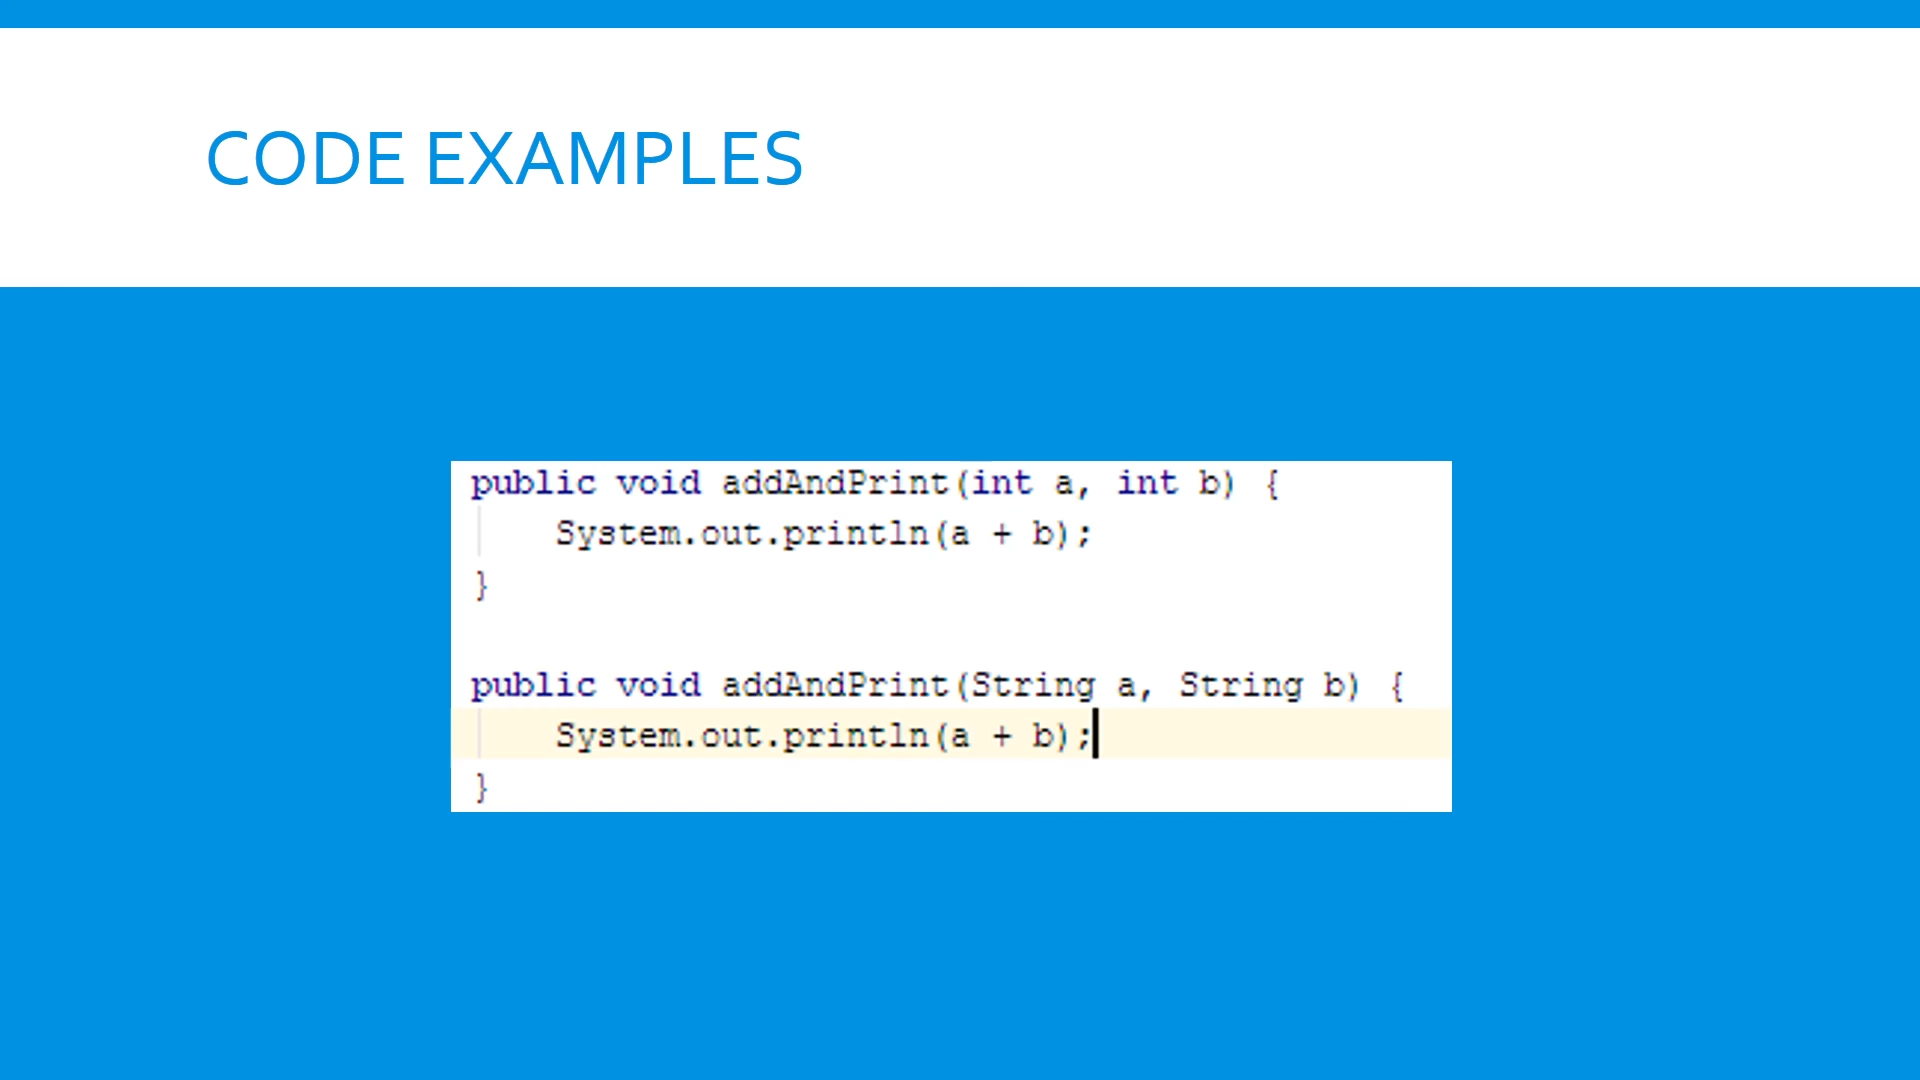 CODE EXAMPLES
public void addAndPrint(int a, int b) {
    System.out.println(a + b);
}
public void addAndPrint(String a, String b) {
    System.out.println(a + b);
}